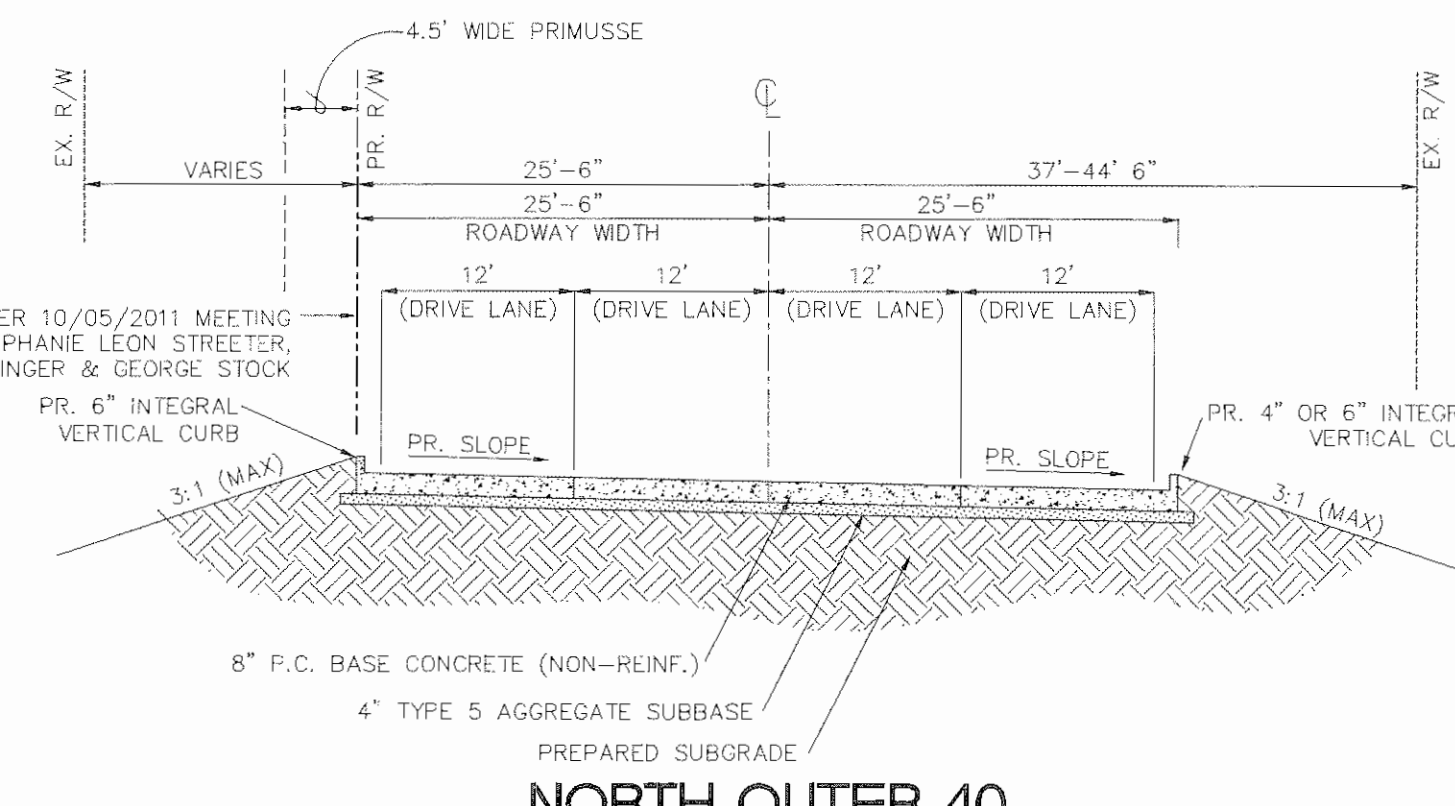 4.5' WIDE PRIMUSSE
EX. R/W
PR. R/W
℄
EX. R/W
VARIES
25'-6"
37'-44' 6"
25'-6"
ROADWAY WIDTH
25'-6"
ROADWAY WIDTH
12'
(DRIVE LANE)
12'
(DRIVE LANE)
12'
(DRIVE LANE)
12'
(DRIVE LANE)
ER 10/05/2011 MEETING
PHANIE LEON STREETER,
INGER & GEORGE STOCK
PR. 6" INTEGRAL
VERTICAL CURB
PR. 4" OR 6" INTEGR
VERTICAL CU
PR. SLOPE
PR. SLOPE
3:1 (MAX)
3:1 (MAX)
8" P.C. BASE CONCRETE (NON-REINF.)
4" TYPE 5 AGGREGATE SUBBASE
PREPARED SUBGRADE
NORTH OUTER 40